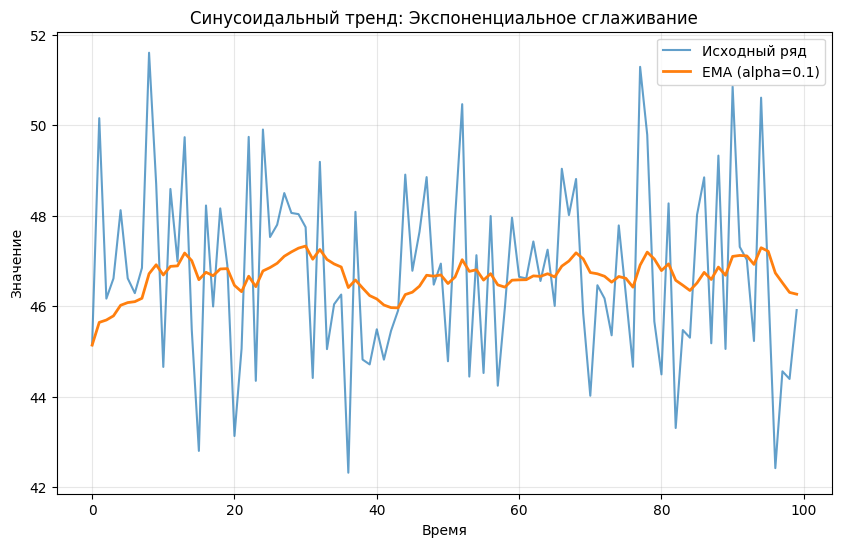 Синусоидальный тренд: Экспоненциальное сглаживание
Исходный ряд
EMA (alpha=0.1)
Значение
52
50
48
46
44
42
0
20
40
60
80
100
Время